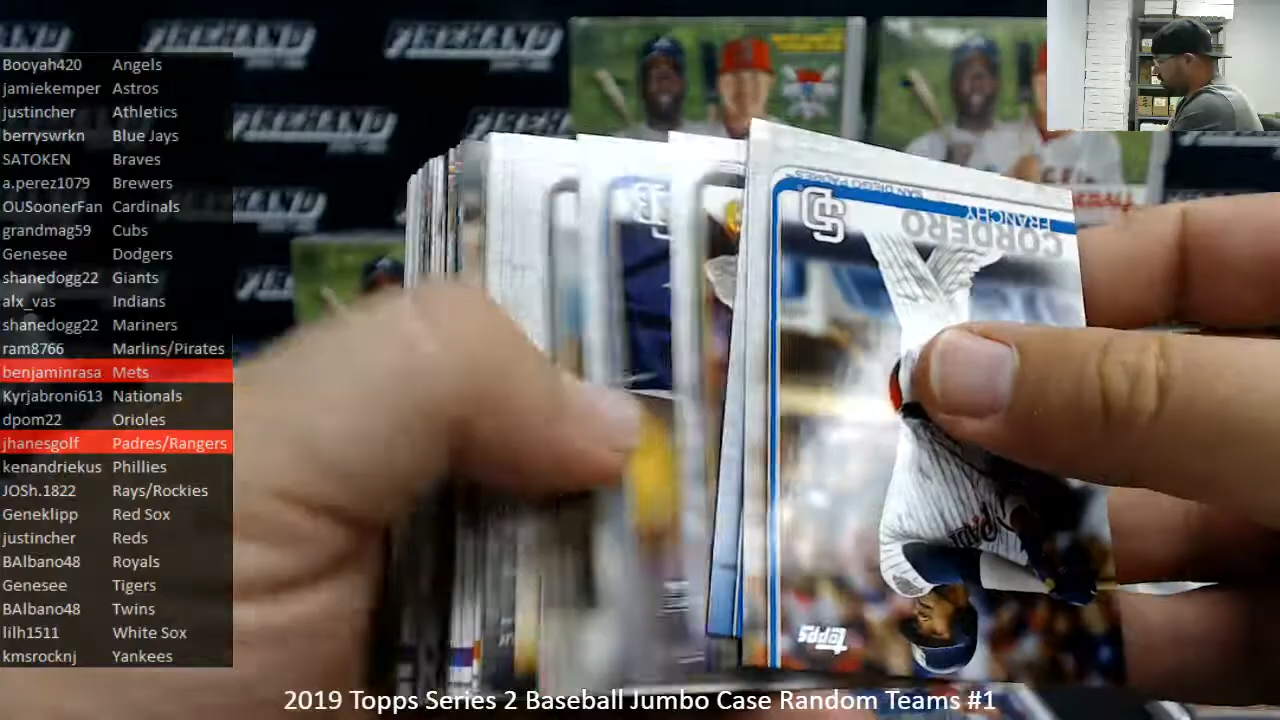 Booyah420 Angels
jamiekemper Astros
justincher Athletics
berryswrkn Blue Jays
SATOKEN Braves
a.perez1079 Brewers
OUSoonerFan Cardinals
grandmag59 Cubs
Genesee Dodgers
shanedogg22 Giants
alx_vas Indians
shanedogg22 Mariners
ram8766 Marlins/Pirates
benjaminrasa Mets
Kyrjabroni613 Nationals
dpom22 Orioles
jhanesgolf Padres/Rangers
kenandriekus Phillies
JOSh.1822 Rays/Rockies
Geneklipp Red Sox
justincher Reds
BAlbano48 Royals
Genesee Tigers
BAlbano48 Twins
lilh1511 White Sox
kmsrocknj Yankees
SAN DIEGO PADRES
FRANCHY
CORDERO
SD
Topps
2019 Topps Series 2 Baseball Jumbo Case Random Teams #1